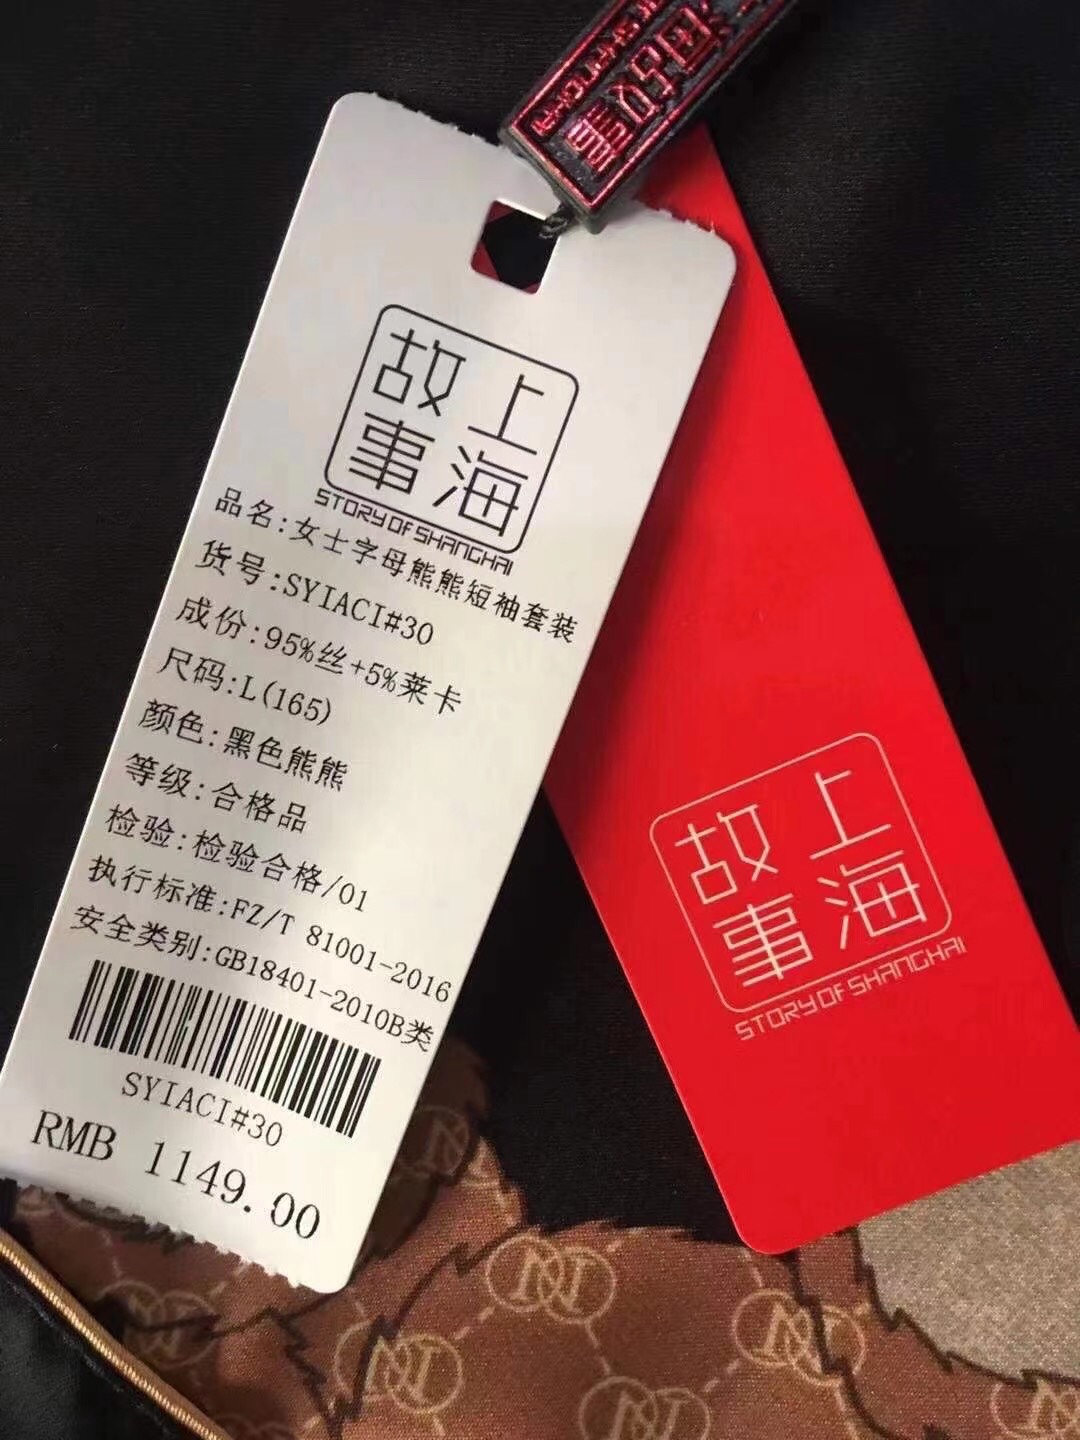 上海
故事
STORY OF SHANGHAI
品名:女士字母熊熊短袖套装
货号:SYIACI#30
成份:95%丝+5%莱卡
尺码:L(165)
颜色:黑色熊熊
等级:合格品
检验:检验合格/01
执行标准:FZ/T 81001-2016
安全类别:GB18401-2010B类
SYIACI#30
RMB 1149.00
上海
故事
STORY OF SHANGHAI